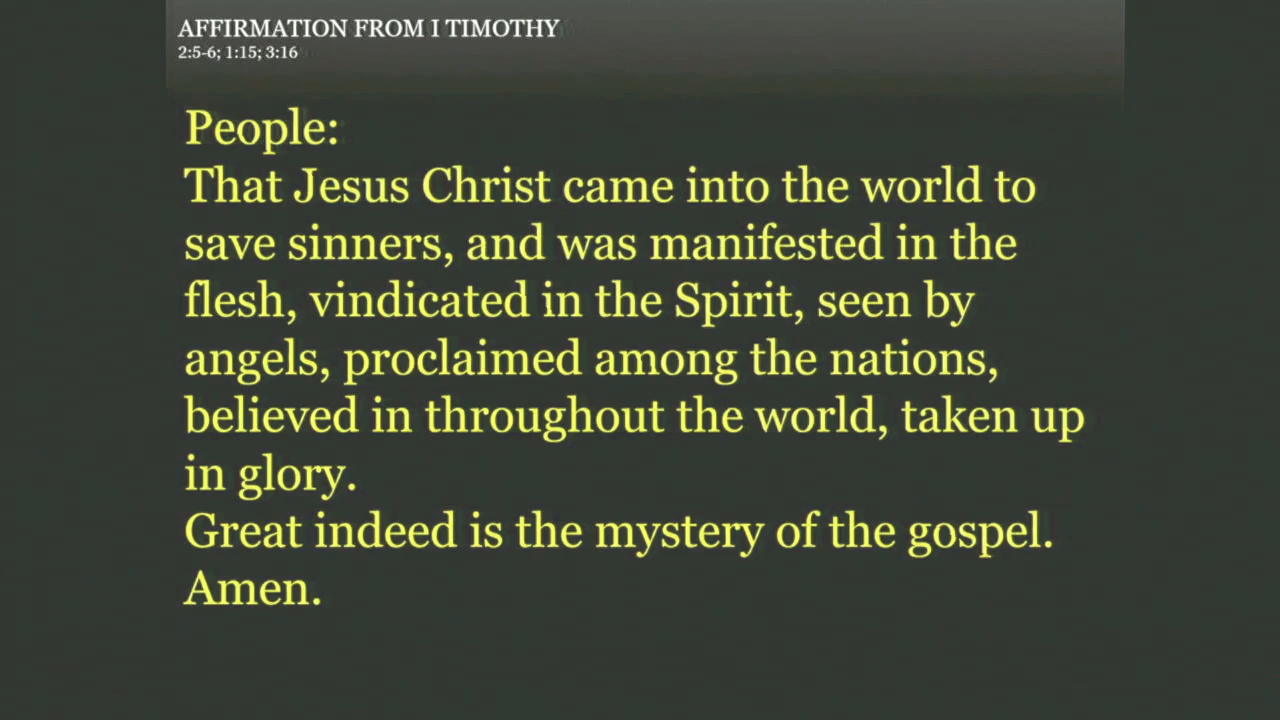 AFFIRMATION FROM I TIMOTHY
2:5-6; 1:15; 3:16
People:
That Jesus Christ came into the world to
save sinners, and was manifested in the
flesh, vindicated in the Spirit, seen by
angels, proclaimed among the nations,
believed in throughout the world, taken up
in glory.
Great indeed is the mystery of the gospel.
Amen.